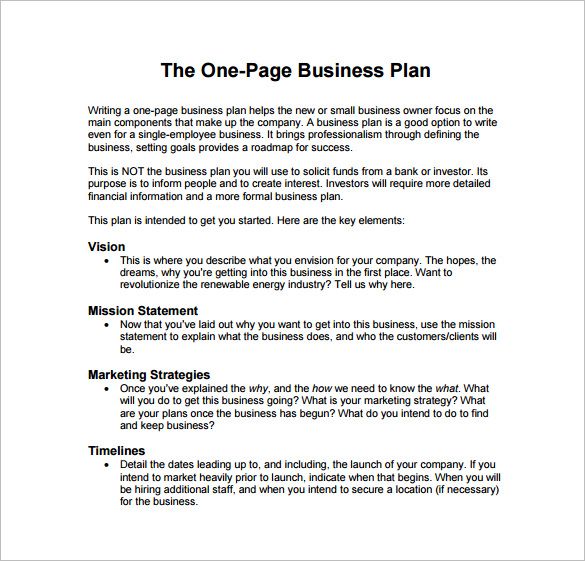 The One-Page Business Plan
Writing a one-page business plan helps the new or small business owner focus on the
main components that make up the company. A business plan is a good option to write
even for a single-employee business. It brings professionalism through defining the
business, setting goals provides a roadmap for success.
This is NOT the business plan you will use to solicit funds from a bank or investor. Its
purpose is to inform people and to create interest. Investors will require more detailed
financial information and a more formal business plan.
This plan is intended to get you started. Here are the key elements:
Vision
• This is where you describe what you envision for your company. The hopes, the
dreams, why you're getting into this business in the first place. Want to
revolutionize the renewable energy industry? Tell us why here.
Mission Statement
• Now that you've laid out why you want to get into this business, use the mission
statement to explain what the business does, and who the customers/clients will
be.
Marketing Strategies
• Once you've explained the why, and the how we need to know the what. What
will you do to get this business going? What is your marketing strategy? What
are your plans once the business has begun? What do you intend to do to find
and keep business?
Timelines
• Detail the dates leading up to, and including, the launch of your company. If you
intend to market heavily prior to launch, indicate when that begins. When you will
be hiring additional staff, and when you intend to secure a location (if necessary)
for the business.